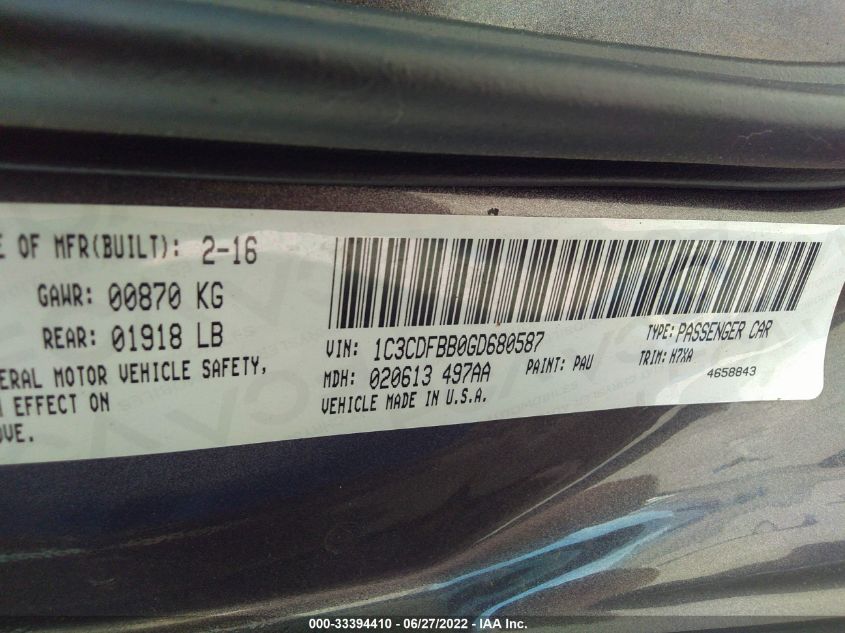 E OF MFR(BUILT): 2-16
GAWR: 00870 KG
REAR: 01918 LB
ERAL MOTOR VEHICLE SAFETY,
EFFECT ON
OVE.
VIN: 1C3CDFBB0GD680587
TYPE: PASSENGER CAR
MDH: 020613 497AA PAINT: PAU TRIM: H7XA
VEHICLE MADE IN U.S.A.
4658843
000-33394410 - 06/27/2022 - IAA Inc.